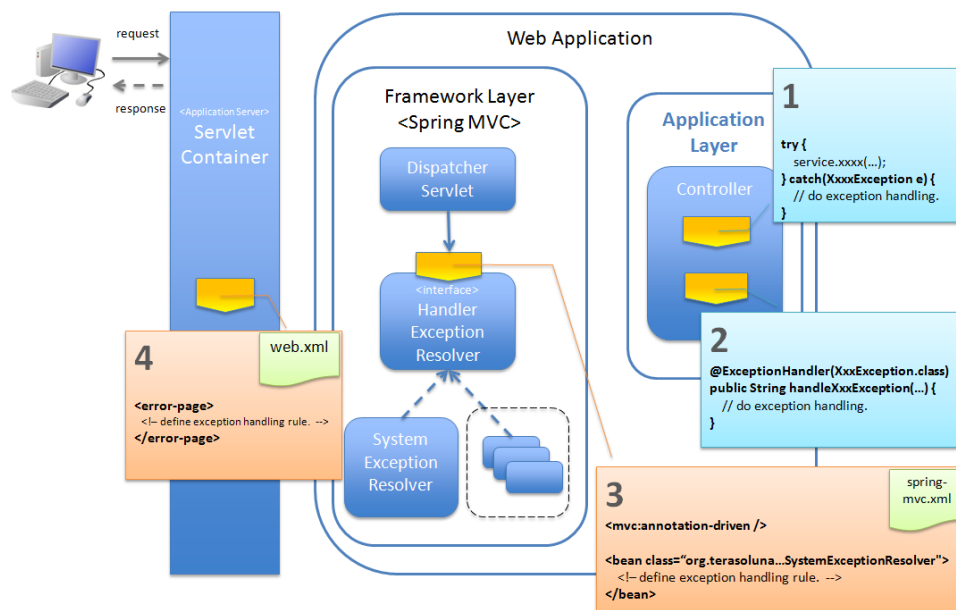 request
response
<Application Server>
Servlet
Container
Web Application
Framework Layer
<Spring MVC>
Dispatcher
Servlet
<interface>
Handler
Exception
Resolver
System
Exception
Resolver
Application
Layer
Controller
1
try {
service.xxxx(…);
} catch(XxxxException e) {
// do exception handling.
}
2
@ExceptionHandler(XxxException.class)
public String handleXxxException(…) {
// do exception handling.
}
3
spring-
mvc.xml
<mvc:annotation-driven />
<bean class=“org.terasoluna...SystemExceptionResolver">
<!– define exception handling rule. -->
</bean>
4
web.xml
<error-page>
<!– define exception handling rule. -->
</error-page>